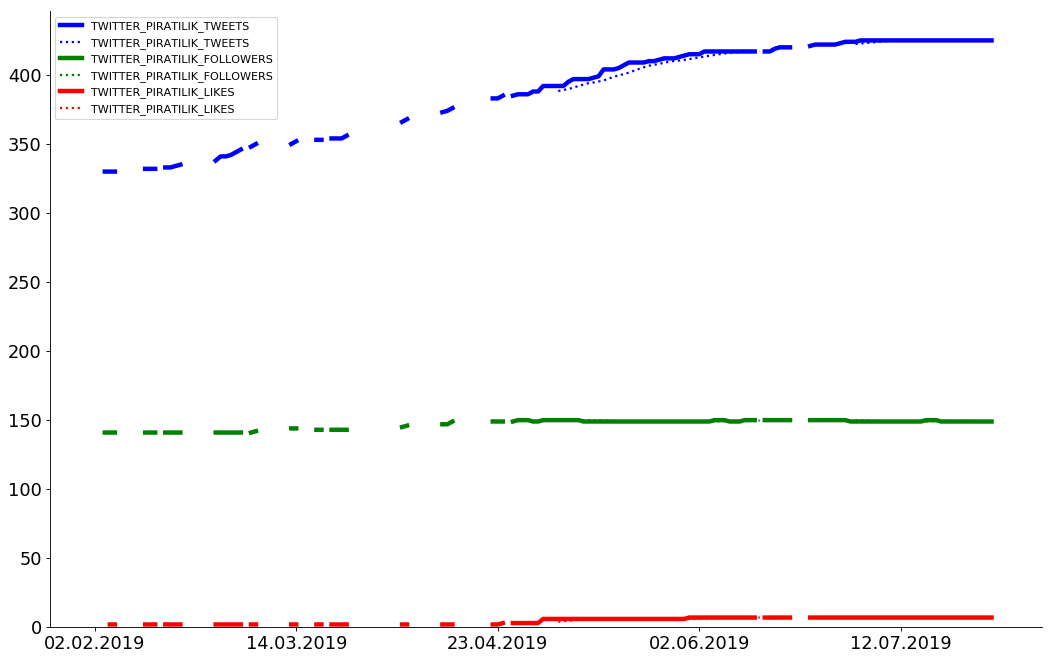 TWITTER_PIRATILIK_TWEETS
TWITTER_PIRATILIK_TWEETS
TWITTER_PIRATILIK_FOLLOWERS
TWITTER_PIRATILIK_FOLLOWERS
TWITTER_PIRATILIK_LIKES
TWITTER_PIRATILIK_LIKES
400
350
300
250
200
150
100
50
0
02.02.2019 14.03.2019 23.04.2019 02.06.2019 12.07.2019